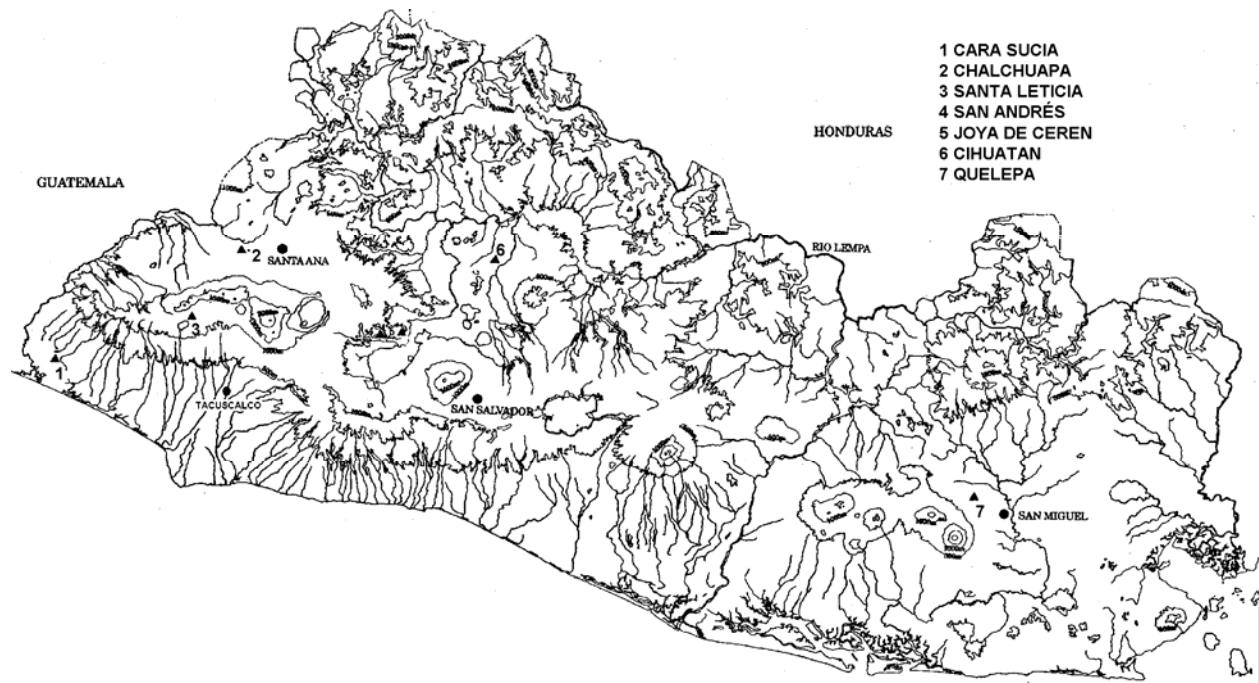 1 CARA SUCIA
2 CHALCHUAPA
3 SANTA LETICIA
4 SAN ANDRÉS
5 JOYA DE CEREN
6 CIHUATAN
7 QUELEPA
HONDURAS
GUATEMALA
RIO LEMPA
2
SANTA ANA
6
3
1
TACUSCALCO
SAN SALVADOR
7
SAN MIGUEL